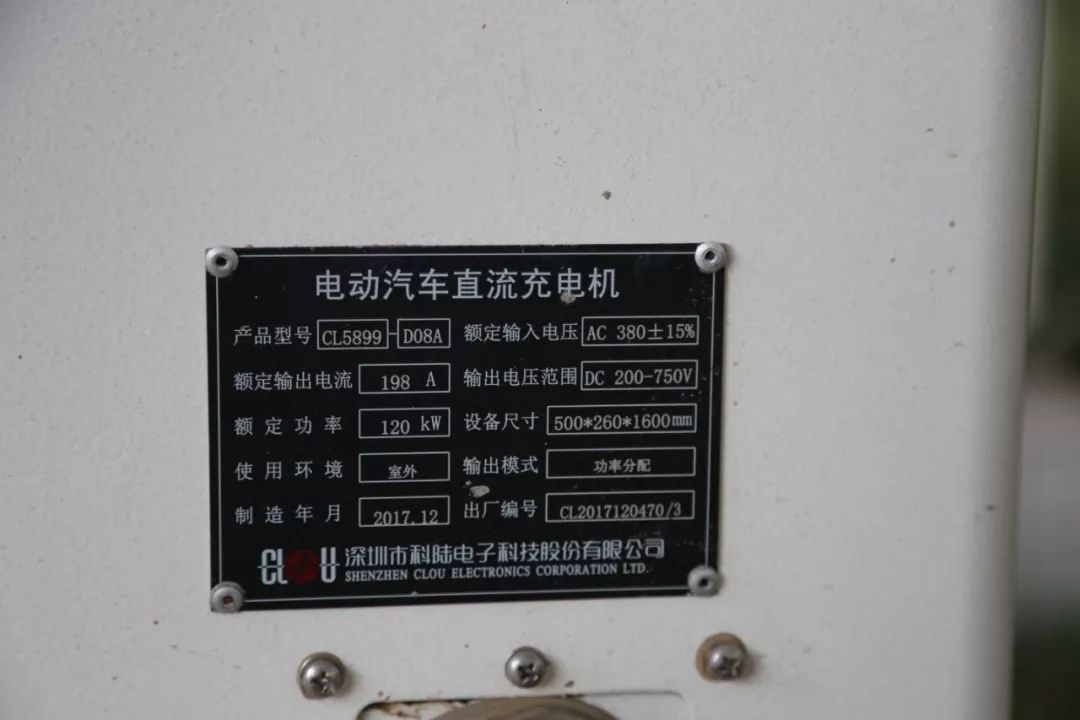 电动汽车直流充电机
产品型号 CL5899-D08A 额定输入电压 AC 380±15%
额定输出电流 198 A 输出电压范围 DC 200-750V
额定功率 120 kW 设备尺寸 500*260*1600mm
使用环境 室外 输出模式 功率分配
制造年月 2017.12 出厂编号 CL2017120470/3
CLOU 深圳市科陆电子科技股份有限公司
SHENZHEN CLOU ELECTRONICS CORPORATION LTD.